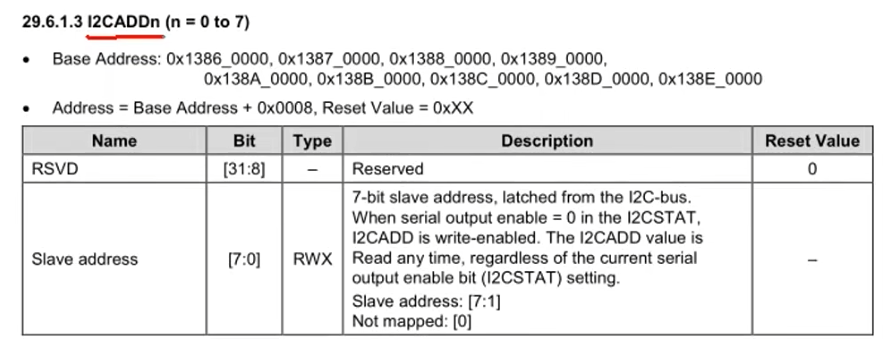 29.6.1.3 I2CADDn (n = 0 to 7)
• Base Address: 0x1386_0000, 0x1387_0000, 0x1388_0000, 0x1389_0000,
0x138A_0000, 0x138B_0000, 0x138C_0000, 0x138D_0000, 0x138E_0000
• Address = Base Address + 0x0008, Reset Value = 0xXX
Name Bit Type Description Reset Value
RSVD [31:8] – Reserved 0
7-bit slave address, latched from the I2C-bus.
When serial output enable = 0 in the I2CSTAT,
I2CADD is write-enabled. The I2CADD value is
Slave address [7:0] RWX Read any time, regardless of the current serial –
output enable bit (I2CSTAT) setting.
Slave address: [7:1]
Not mapped: [0]